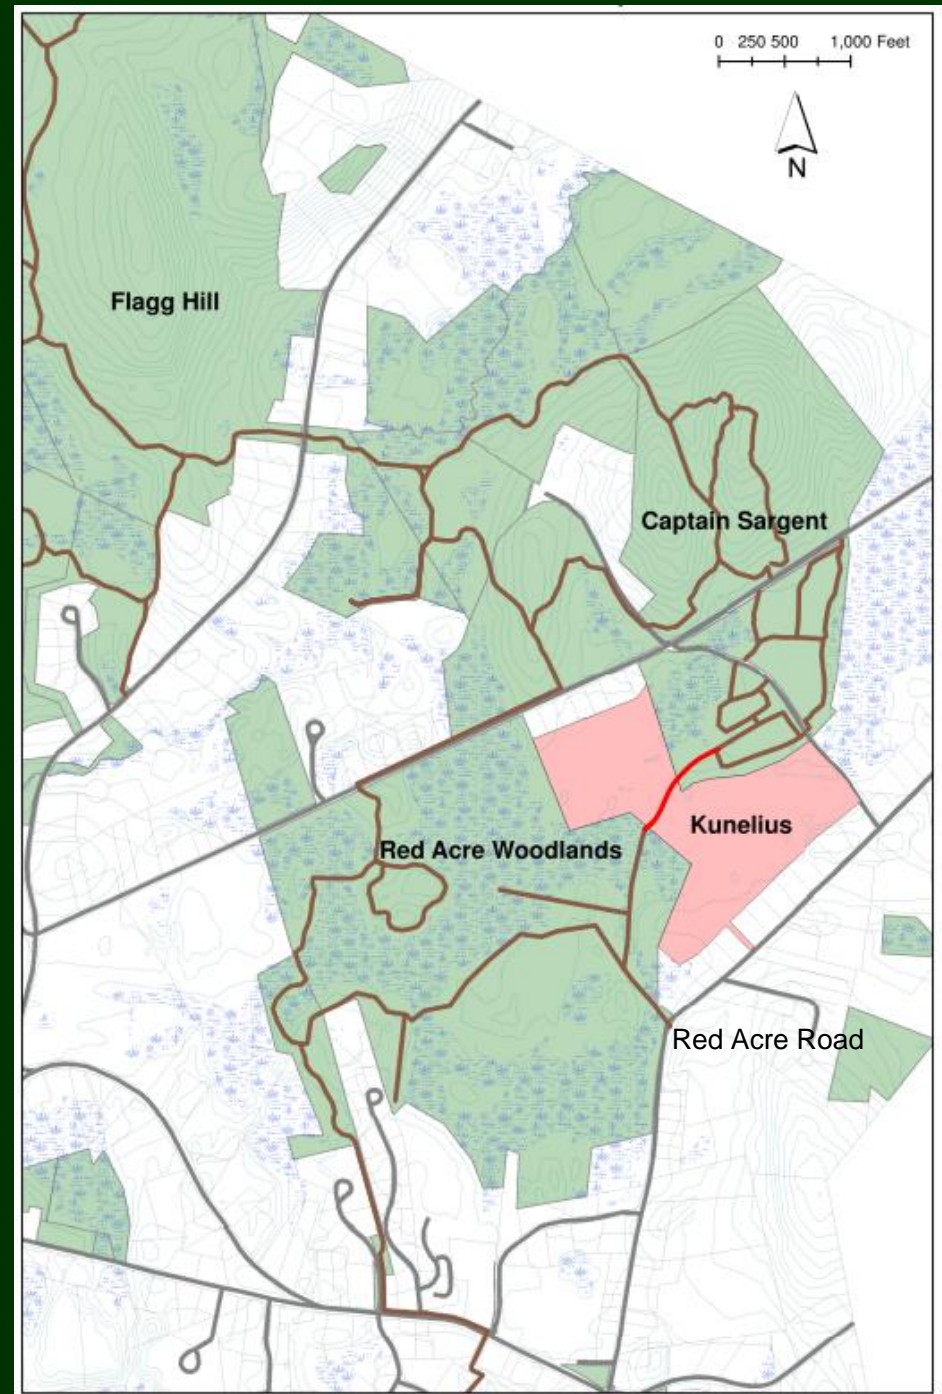 0 250 500 1,000 Feet
N
Flagg Hill
Captain Sargent
Kunelius
Red Acre Woodlands
Red Acre Road